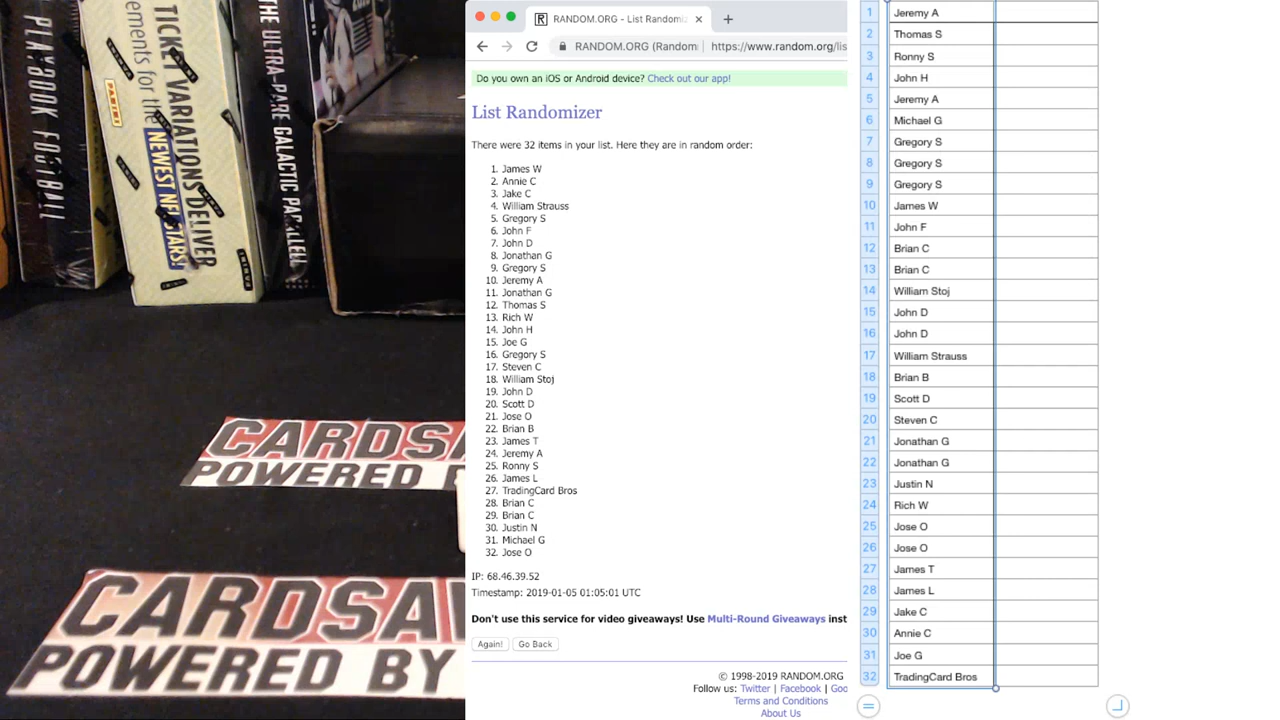 PLAYBOOK FOOTBALL
TICKET VARIATIONS DELIVER
ements for the NEWEST NFL STARS!
PANINI
PANINI
THE ULTRA-RARE GALACTIC PARALLEL!
CARDSA
POWERED
CARDSAV
POWERED BY
RANDOM.ORG - List Randomiz
RANDOM.ORG (Random
https://www.random.org/lis
Do you own an iOS or Android device? Check out our app!
List Randomizer
There were 32 items in your list. Here they are in random order:
1. James W
2. Annie C
3. Jake C
4. William Strauss
5. Gregory S
6. John F
7. John D
8. Jonathan G
9. Gregory S
10. Jeremy A
11. Jonathan G
12. Thomas S
13. Rich W
14. John H
15. Joe G
16. Gregory S
17. Steven C
18. William Stoj
19. John D
20. Scott D
21. Jose O
22. Brian B
23. James T
24. Jeremy A
25. Ronny S
26. James L
27. TradingCard Bros
28. Brian C
29. Brian C
30. Justin N
31. Michael G
32. Jose O
IP: 68.46.39.52
Timestamp: 2019-01-05 01:05:01 UTC
Don't use this service for video giveaways! Use Multi-Round Giveaways inst
Again! Go Back
© 1998-2019 RANDOM.ORG
Follow us: Twitter | Facebook | Goo
Terms and Conditions
About Us
1 Jeremy A
2 Thomas S
3 Ronny S
4 John H
5 Jeremy A
6 Michael G
7 Gregory S
8 Gregory S
9 Gregory S
10 James W
11 John F
12 Brian C
13 Brian C
14 William Stoj
15 John D
16 John D
17 William Strauss
18 Brian B
19 Scott D
20 Steven C
21 Jonathan G
22 Jonathan G
23 Justin N
24 Rich W
25 Jose O
26 Jose O
27 James T
28 James L
29 Jake C
30 Annie C
31 Joe G
32 TradingCard Bros